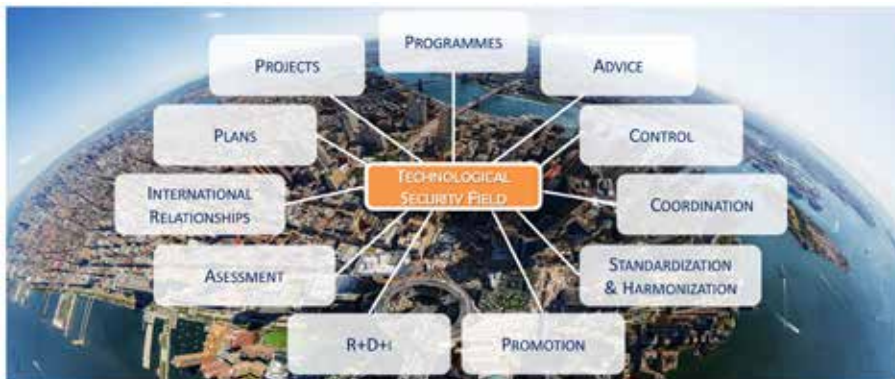 PROGRAMMES
PROJECTS
ADVICE
PLANS
CONTROL
TECHNOLOGICAL
SECURITY FIELD
INTERNATIONAL
RELATIONSHIPS
COORDINATION
ASESSMENT
STANDARDIZATION
& HARMONIZATION
R+D+I
PROMOTION